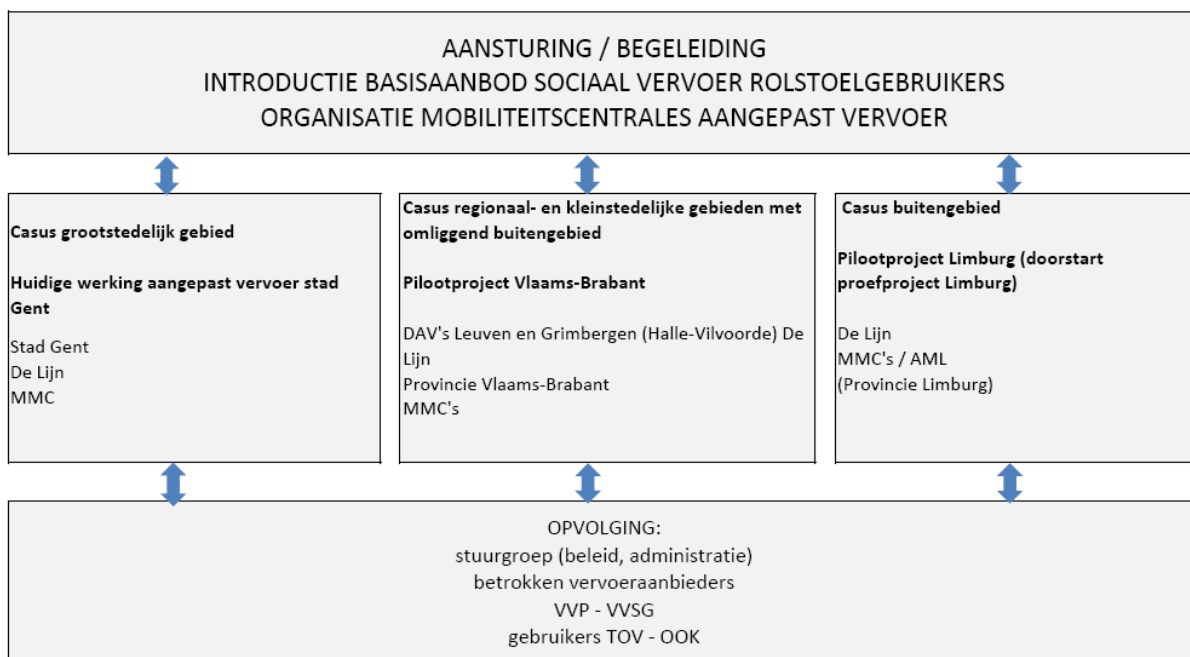 AANSTURING / BEGELEIDING
INTRODUCTIE BASISAANBOD SOCIAAL VERVOER ROLSTOELGEBRUIKERS
ORGANISATIE MOBILITEITSCENTRALES AANGEPAST VERVOER
Casus grootstedelijk gebied
Huidige werking aangepast vervoer stad
Gent
Stad Gent
De Lijn
MMC
Casus regionaal- en kleinstedelijke gebieden met
omliggend buitengebied
Pilootproject Vlaams-Brabant
DAV's Leuven en Grimbergen (Halle-Vilvoorde) De
Lijn
Provincie Vlaams-Brabant
MMC's
Casus buitengebied
Pilootproject Limburg (doorstart
proefproject Limburg)
De Lijn
MMC's / AML
(Provincie Limburg)
OPVOLGING:
stuurgroep (beleid, administratie)
betrokken vervoeraanbieders
VVP - VVSG
gebruikers TOV - OOK